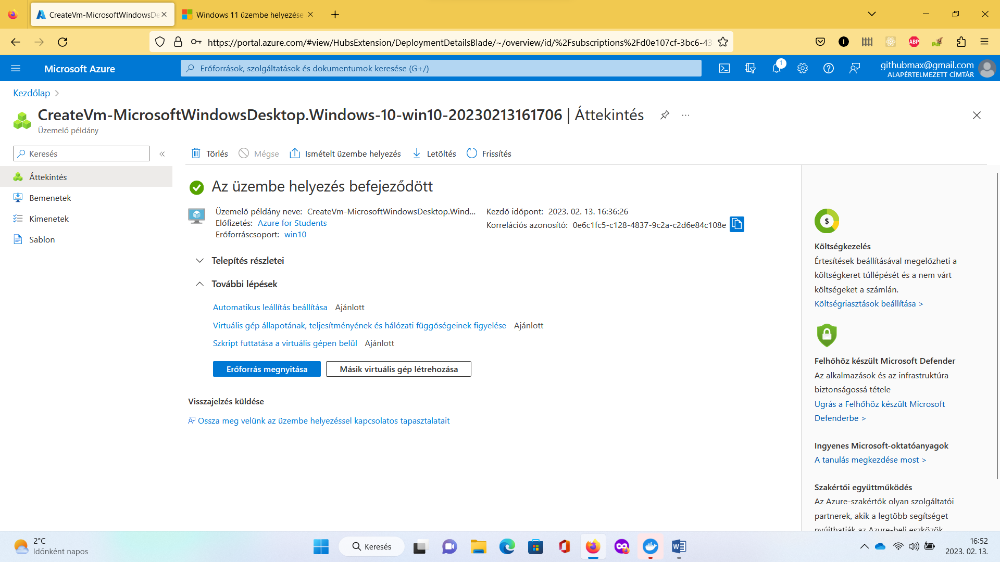 CreateVm-MicrosoftWindowsDe
Windows 11 üzembe helyezése
https://portal.azure.com/#view/HubsExtension/DeploymentDetailsBlade/~/overview/id/%2Fsubscriptions%2Fd0e107cf-3bc6-43
ABP
Microsoft Azure
Erőforrások, szolgáltatások és dokumentumok keresése (G+/)
1
githubmax@gmail.com
ALAPÉRTELMEZETT CÍMTÁR
Kezdőlap
CreateVm-MicrosoftWindowsDesktop.Windows-10-win10-20230213161706 | Áttekintés
Üzemelő példány
Keresés
Áttekintés
Bemenetek
Kimenetek
Sablon
Törlés
Mégse
Ismételt üzembe helyezés
Letöltés
Frissítés
Az üzembe helyezés befejeződött
Üzemelő példány neve: CreateVm-MicrosoftWindowsDesktop.Wind...
Előfizetés: Azure for Students
Erőforráscsoport: win10
Kezdő időpont: 2023. 02. 13. 16:36:26
Korrelációs azonosító: 0e6c1fc5-c128-4837-9c2a-c2d6e84c108e
Telepítés részletei
További lépések
Automatikus leállítás beállítása Ajánlott
Virtuális gép állapotának, teljesítményének és hálózati függőségeinek figyelése Ajánlott
Szkript futtatása a virtuális gépen belül Ajánlott
Erőforrás megnyitása
Másik virtuális gép létrehozása
Visszajelzés küldése
Ossza meg velünk az üzembe helyezéssel kapcsolatos tapasztalatait
Költségkezelés
Értesítések beállításával megelőzheti a
költségkeret túllépését és a nem várt
költségeket a számlán.
Költségriasztások beállítása >
Felhőhöz készült Microsoft Defender
Az alkalmazások és az infrastruktúra
biztonságossá tétele
Ugrás a Felhőhöz készült Microsoft
Defenderbe >
Ingyenes Microsoft-oktatóanyagok
A tanulás megkezdése most >
Szakértői együttműködés
Az Azure-szakértők olyan szolgáltatói
partnerek, akik a legtöbb segítséget
nyújthatják az Azure-beli eszközök
2°C
Időnként napos
Keresés
16:52
2023. 02. 13.